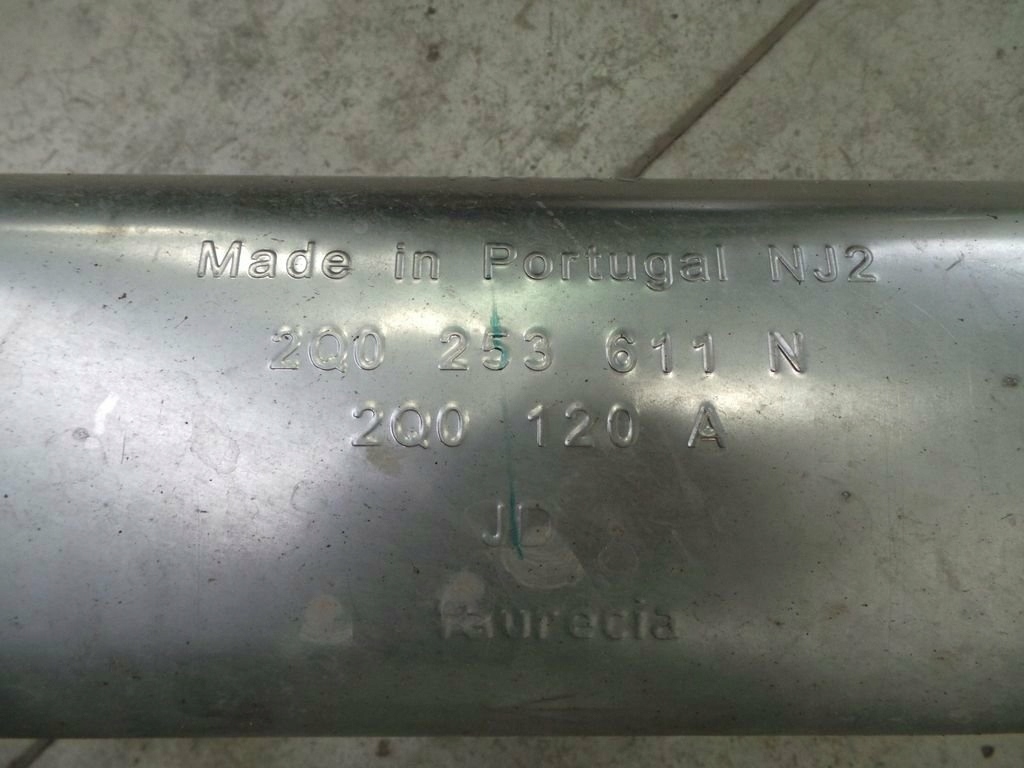 Made in Portugal NJ2
2Q0 253 611 N
2Q0 120 A
JD
faurecia